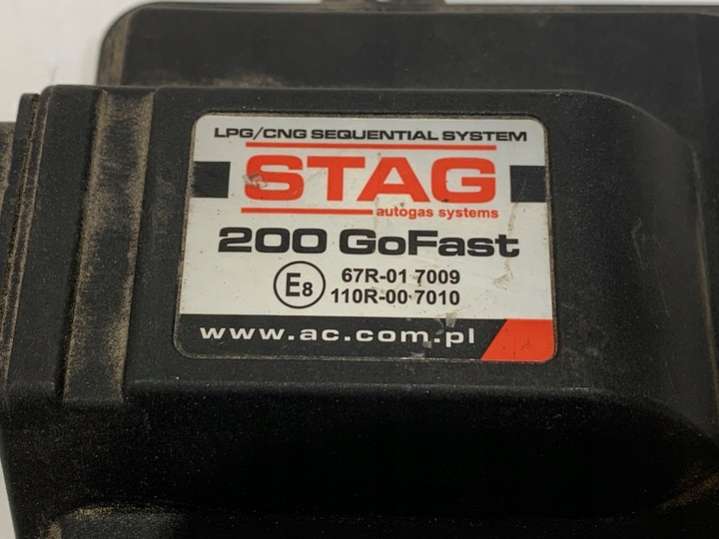 LPG/CNG SEQUENTIAL SYSTEM
STAG
autogas systems
200 GoFast
E8 67R-01 7009
110R-00 7010
www.ac.com.pl